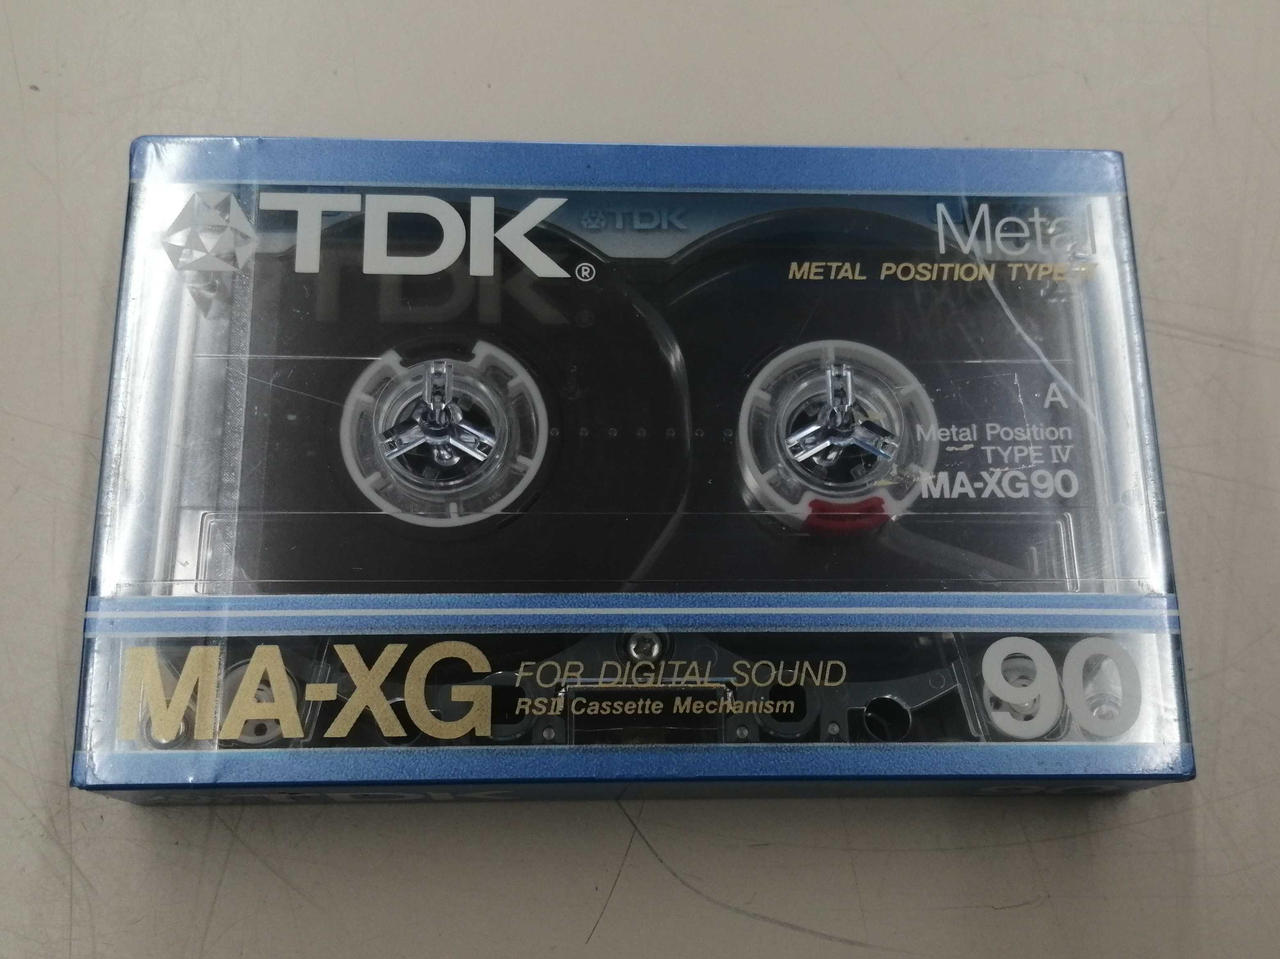 TDK®
TDK
Metal
METAL POSITION TYPE IV
A
Metal Position
TYPE IV
MA-XG90
MA-XG
FOR DIGITAL SOUND
RSII Cassette Mechanism
90
TDK